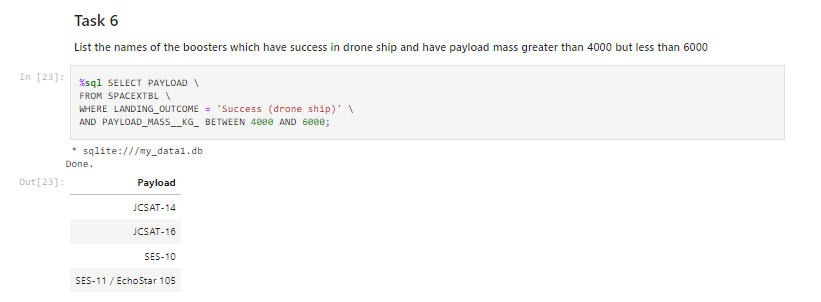 Task 6
List the names of the boosters which have success in drone ship and have payload mass greater than 4000 but less than 6000
In [23]:
%sql SELECT PAYLOAD \
FROM SPACEXTBL \
WHERE LANDING_OUTCOME = 'Success (drone ship)' \
AND PAYLOAD_MASS__KG_ BETWEEN 4000 AND 6000;
* sqlite:///my_data1.db
Done.
Out[23]:
Payload
JCSAT-14
JCSAT-16
SES-10
SES-11 / EchoStar 105